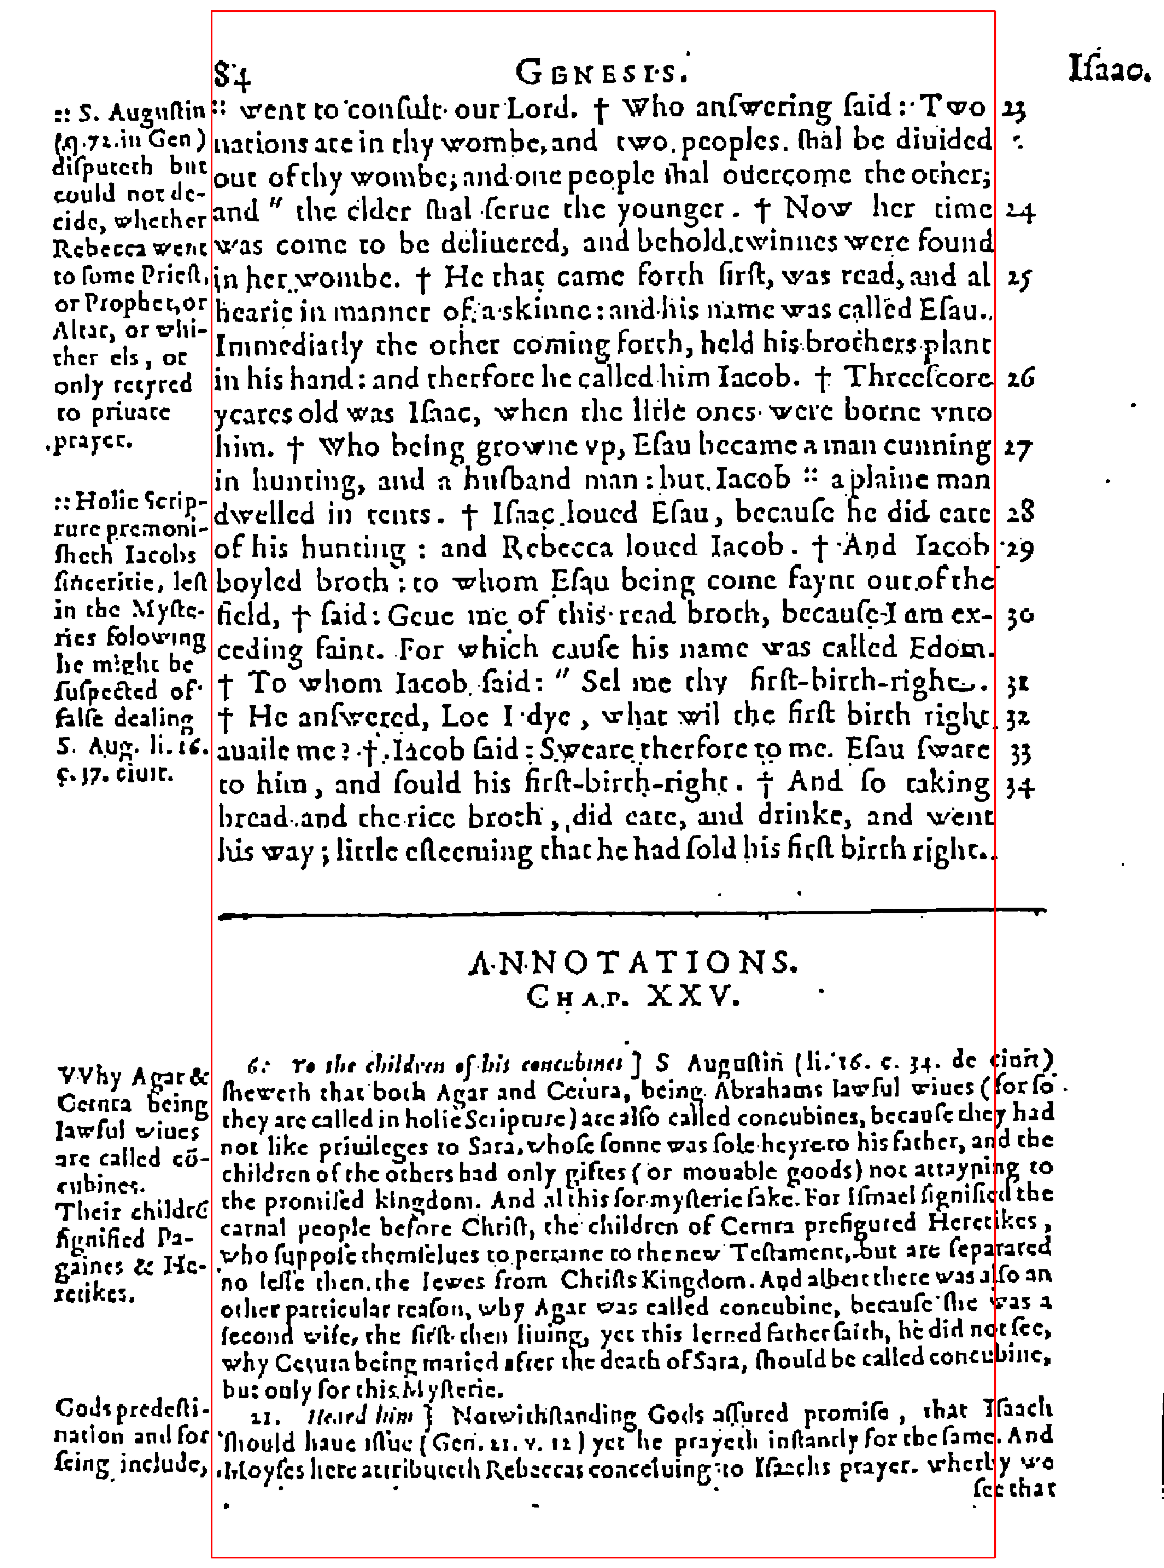 84 GENESIS. Isaac.
:: went to consult our Lord. † Who answering said: Two 23
nations are in thy wombe, and two peoples shal be diuided
out of thy wombe; and one people shal ouercome the other;
and " the elder shal serue the younger. † Now her time 24
was come to be deliuered, and behold twinnes were found
in her wombe. † He that came forth first, was read, and al 25
hearie in manner of a skinne: and his name was called Esau.
Immediatly the other coming forth, held his brothers plant
in his hand: and therfore he called him Iacob. † Threescore 26
yeares old was Isaac, when the litle ones were borne vnto
him. † Who being growne vp, Esau became a man cunning 27
in hunting, and a husband man: but Iacob :: a plaine man
dwelled in tents. † Isaac loued Esau, because he did eate 28
of his hunting: and Rebecca loued Iacob. † And Iacob 29
boyled broth: to whom Esau being come faynt out of the
field, † said: Geue me of this read broth, because I am ex- 30
ceding faint. For which cause his name was called Edom.
† To whom Iacob said: " Sel me thy first-birth-right. 31
† He answered, Loe I dye, what wil the first birth right 32
auaile me? † Iacob said: Sweare therfore to me. Esau sware 33
to him, and sould his first-birth-right. † And so taking 34
bread and the rice broth, did eate, and drinke, and went
his way; little esteeming that he had sold his first birth right.
:: S. Augustin
(q. 72. in Gen)
disputeth but
could not de-
cide, whether
Rebecca went
to some Priest,
or Prophet, or
Altar, or whi-
ther els, or
only retyred
to priuate
prayer.
:: Holie Scrip-
ture premoni-
sheth Iacobs
sinceritie, lest
in the Myste-
ries folowing
he might be
suspected of
false dealing
S. Aug. li. 16.
c. 37. ciuit.
ANNOTATIONS.
CHAP. XXV.
6. To the children of his concubines ] S Augustin (li. 16. c. 34. de ciuit)
sheweth that both Agar and Cetura, being Abrahams lawful wiues (for so
they are called in holie Scripture) are also called concubines, because they had
not like priuileges to Sara, whose sonne was sole heyre to his father, and the
children of the others had only giftes (or mouable goods) not attayning to
the promised kingdom. And al this for mysterie sake. For Ismael signified the
carnal people before Christ, the children of Cetura prefigured Heretikes,
who suppose themselues to pertaine to the new Testament, but are separated
no lesse then the Iewes from Christs Kingdom. And albeit there was also an
other particular reason, why Agar was called concubine, because she was a
second wife, the first then liuing, yet this lerned father saith, he did not see,
why Cetura being maried after the death of Sara, should be called concubine,
but only for this Mysterie.
21. Heard him ] Notwithstanding Gods assured promise, that Isaach
should haue issue (Gen. 21. v. 12) yet he prayeth instantly for the same. And
Moyses here attributeth Rebeccas conceiuing to Isaachs prayer. wherby we
see that
VVhy Agar &
Cetura being
lawful wiues
are called cō-
cubines.
Their childrē
signified Pa-
gaines & He-
retikes.
Gods predesti-
nation and for
seing include,